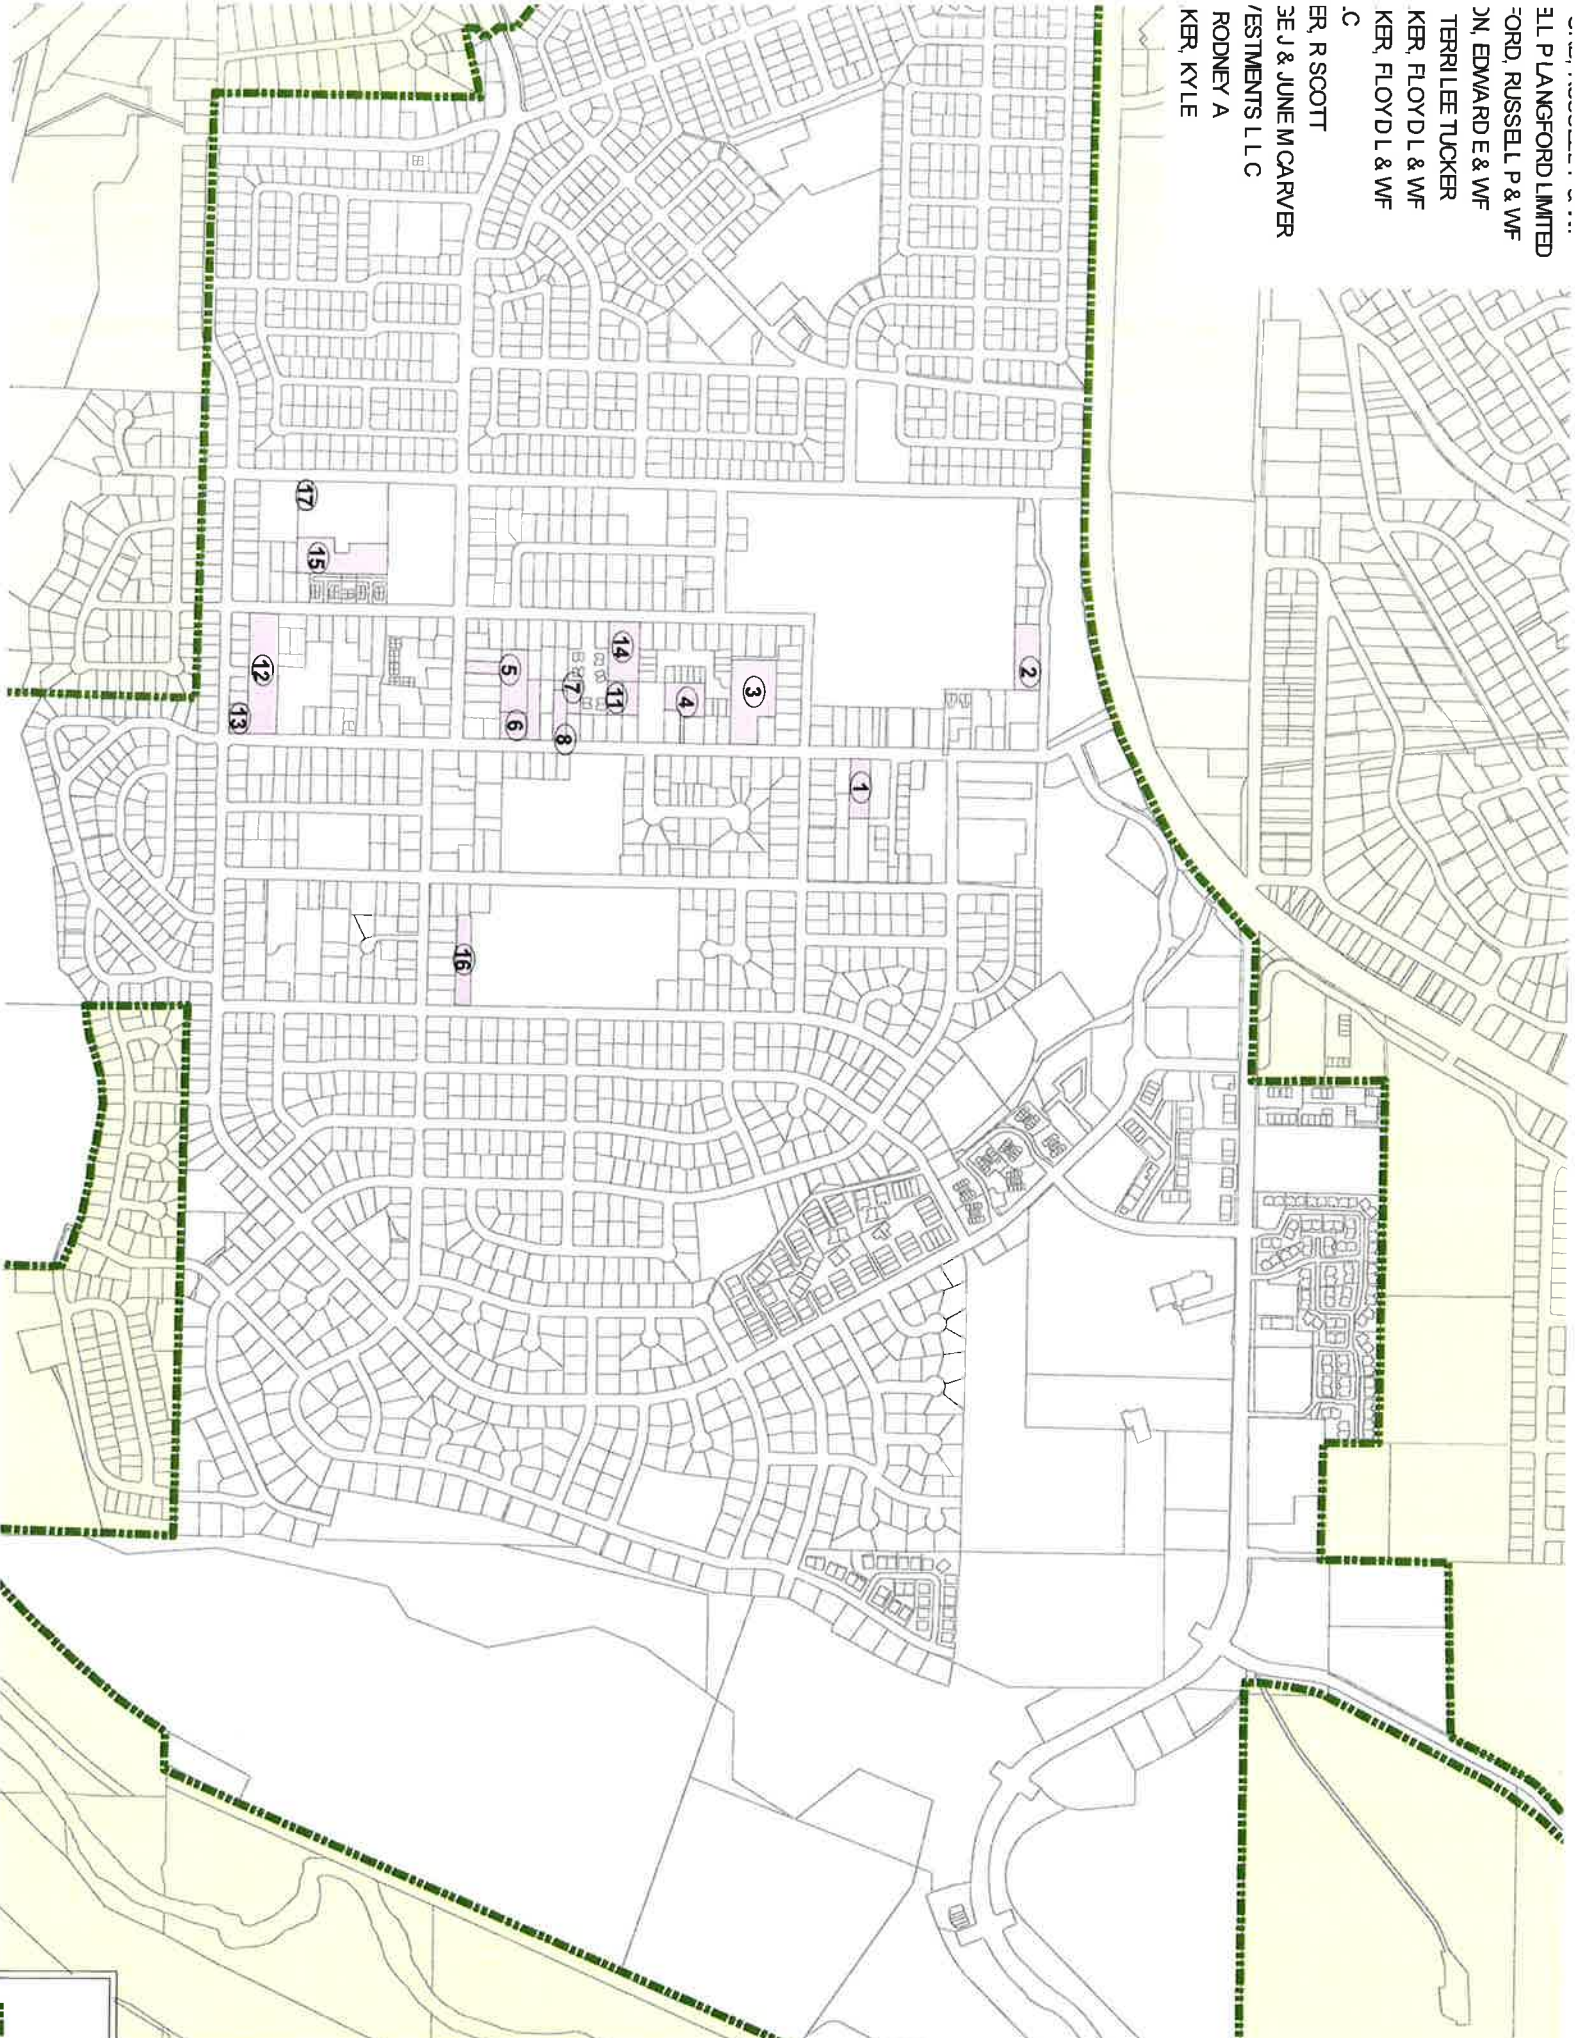 ELL P LANGFORD LIMITED
FORD, RUSSELL P & WF
ON, EDWARD E & WF
TERRI LEE TUCKER
KER, FLOYD L & WF
KER, FLOYD L & WF
.C
ER, R SCOTT
GE J & JUNE M CARVER
VESTMENTS L L C
RODNEY A
KER, KYLE
2
1
3
4
14
11
7
8
5
6
16
17
15
12
13